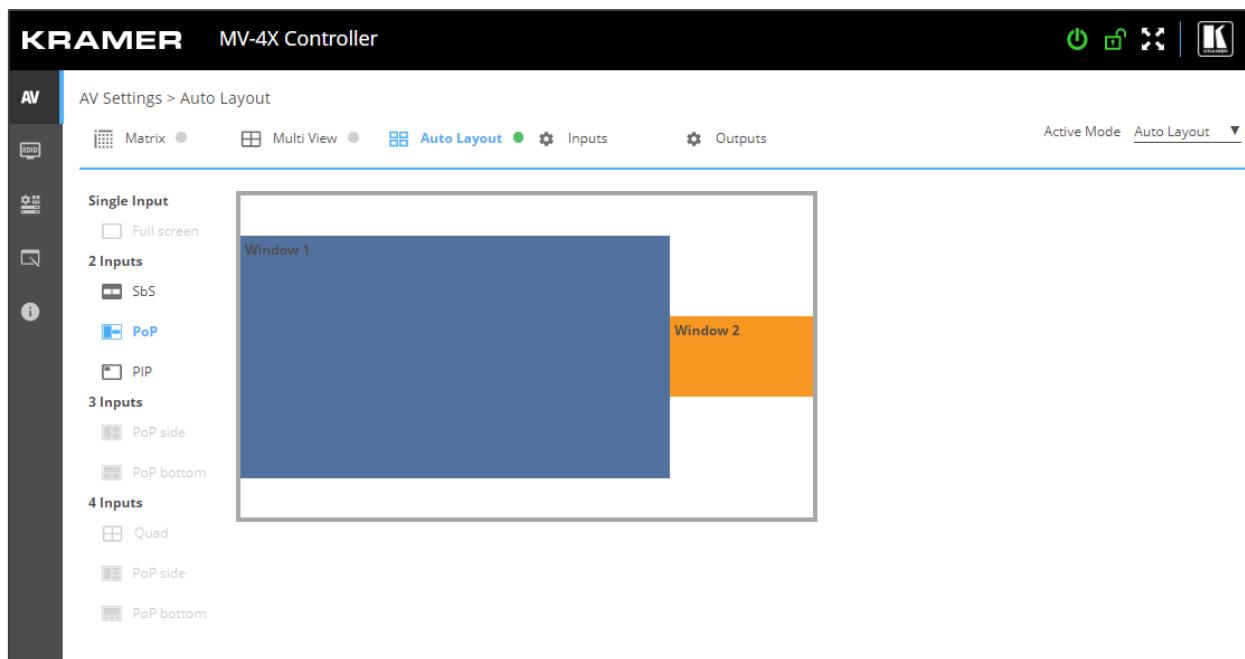 KRAMER MV-4X Controller
KRAMER
AV
AV Settings > Auto Layout
Matrix Multi View Auto Layout Inputs Outputs Active Mode Auto Layout
EDID
Single Input
Full screen
2 Inputs
SbS
PoP
PIP
3 Inputs
PoP side
PoP bottom
4 Inputs
Quad
PoP side
PoP bottom
Window 1
Window 2